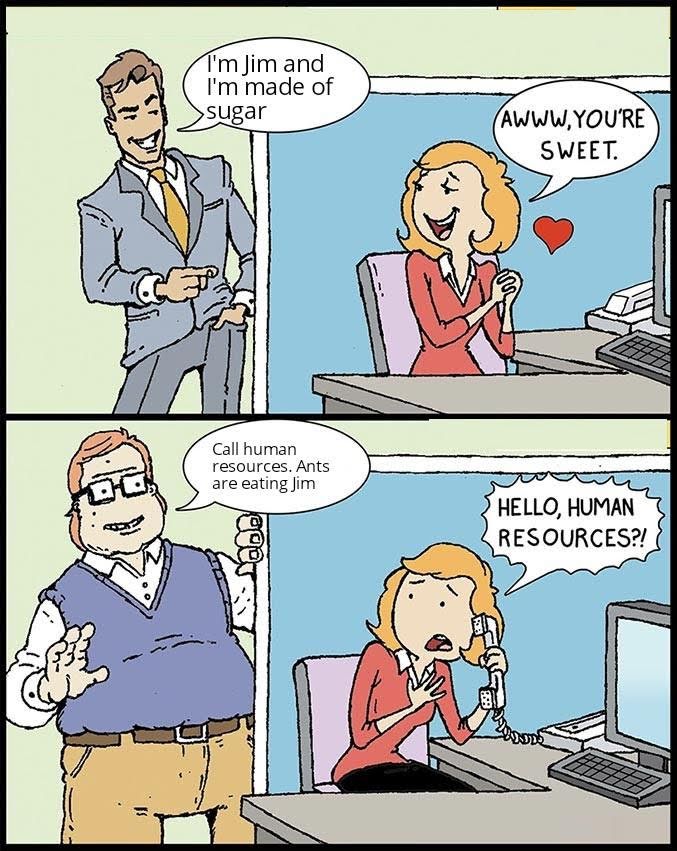 I'm Jim and
I'm made of
sugar
AWWW,YOU'RE
SWEET.
Call human
resources. Ants
are eating Jim
HELLO, HUMAN
RESOURCES?!